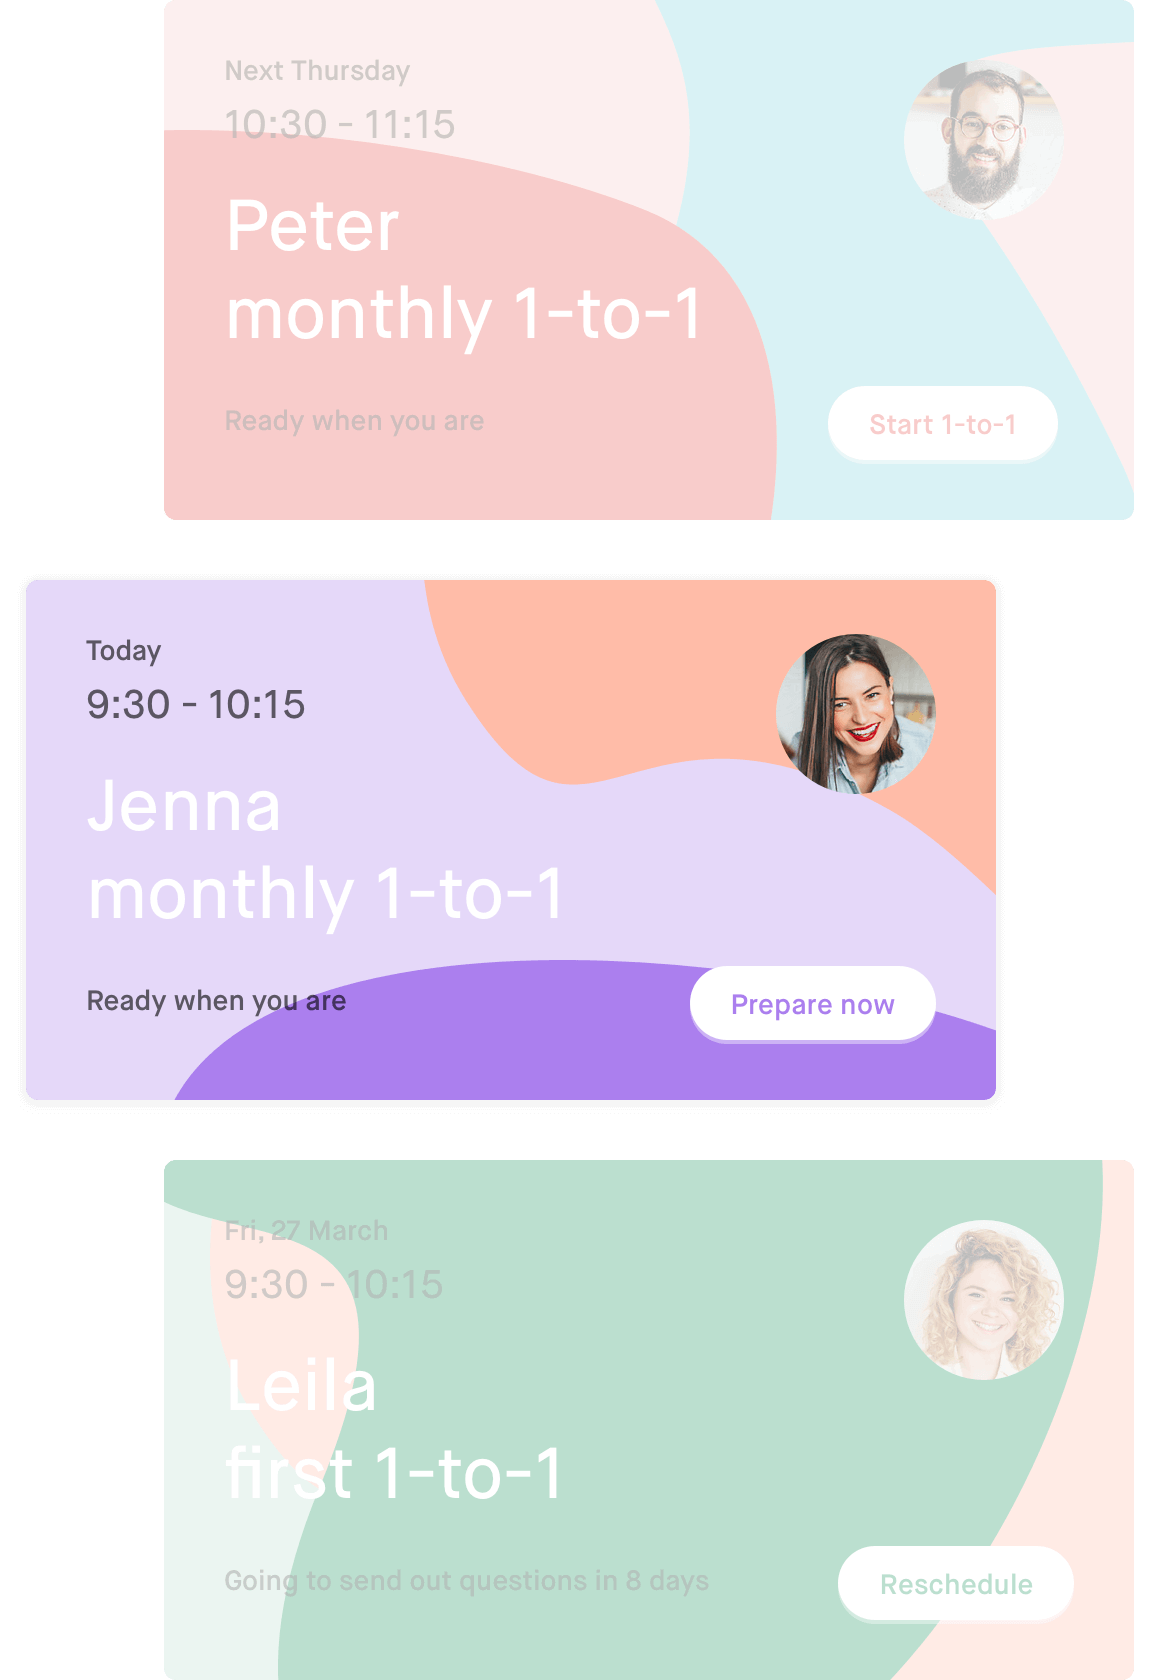 Next Thursday
10:30 - 11:15
Peter
monthly 1-to-1
Ready when you are
Start 1-to-1
Today
9:30 - 10:15
Jenna
monthly 1-to-1
Ready when you are
Prepare now
Fri, 27 March
9:30 - 10:15
Leila
first 1-to-1
Going to send out questions in 8 days
Reschedule